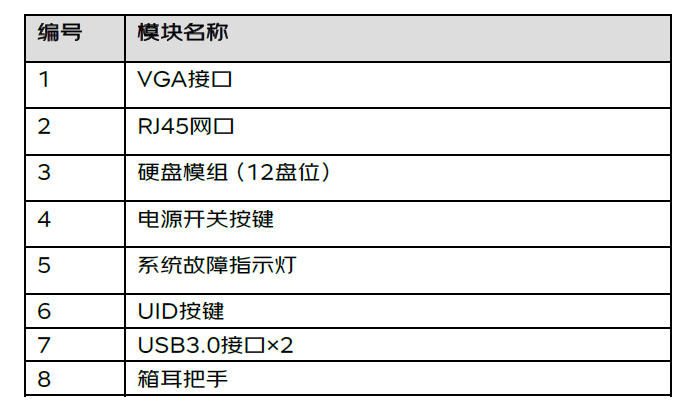 编号 模块名称
1 VGA接口
2 RJ45网口
3 硬盘模组（12盘位）
4 电源开关按键
5 系统故障指示灯
6 UID按键
7 USB3.0接口×2
8 箱耳把手